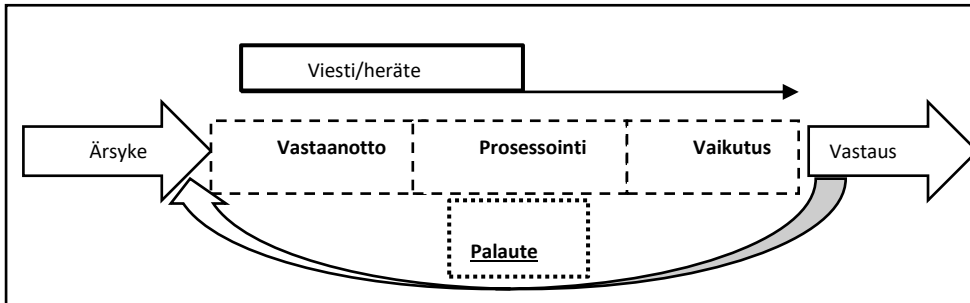 Viesti/heräte
Ärsyke Vastaanotto Prosessointi Vaikutus Vastaus
Palaute